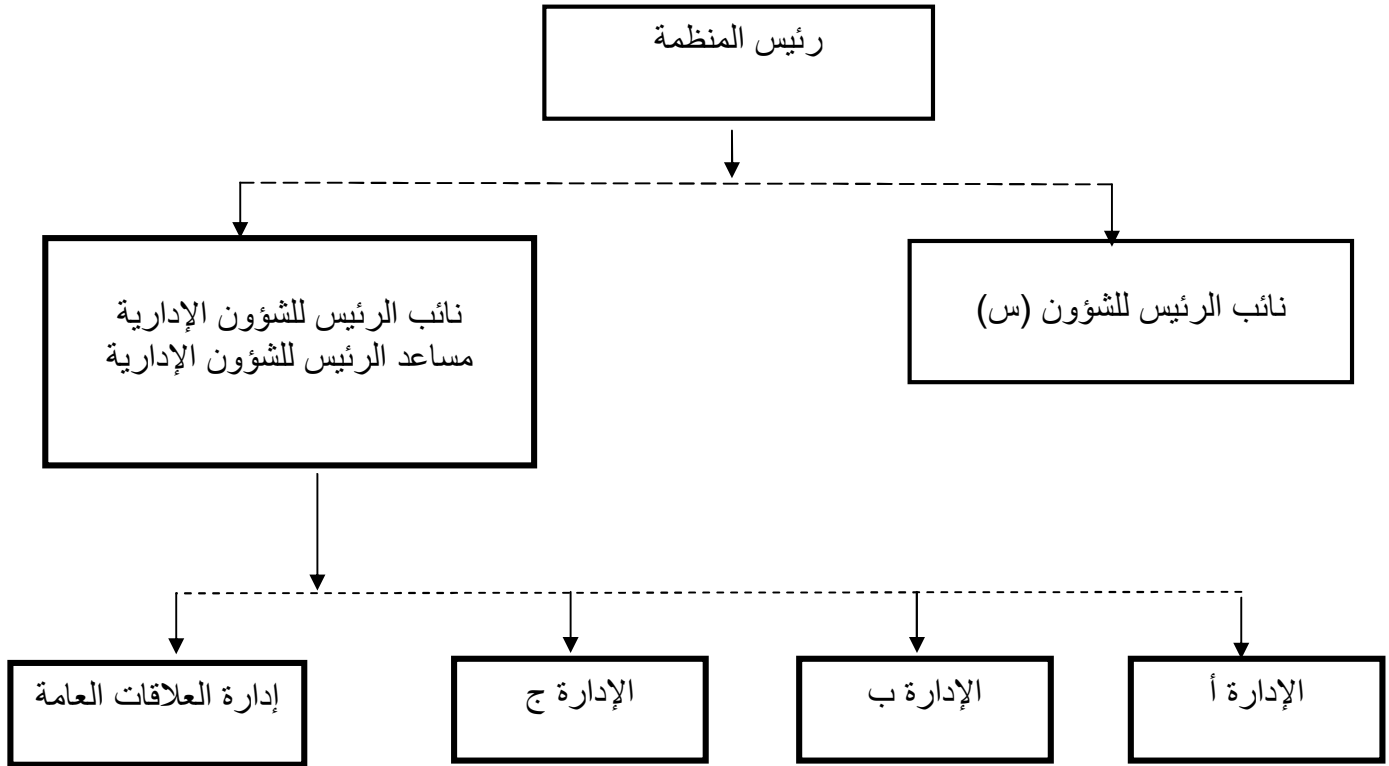 رئيس المنظمة
نائب الرئيس للشؤون (س)
نائب الرئيس للشؤون الإدارية
مساعد الرئيس للشؤون الإدارية
الإدارة أ
الإدارة ب
الإدارة ج
إدارة العلاقات العامة